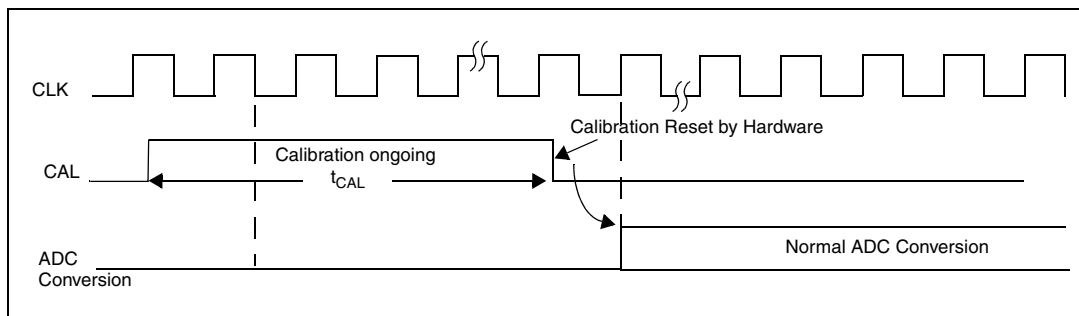 CLK
Calibration Reset by Hardware
CAL
Calibration ongoing
tCAL
ADC
Conversion
Normal ADC Conversion